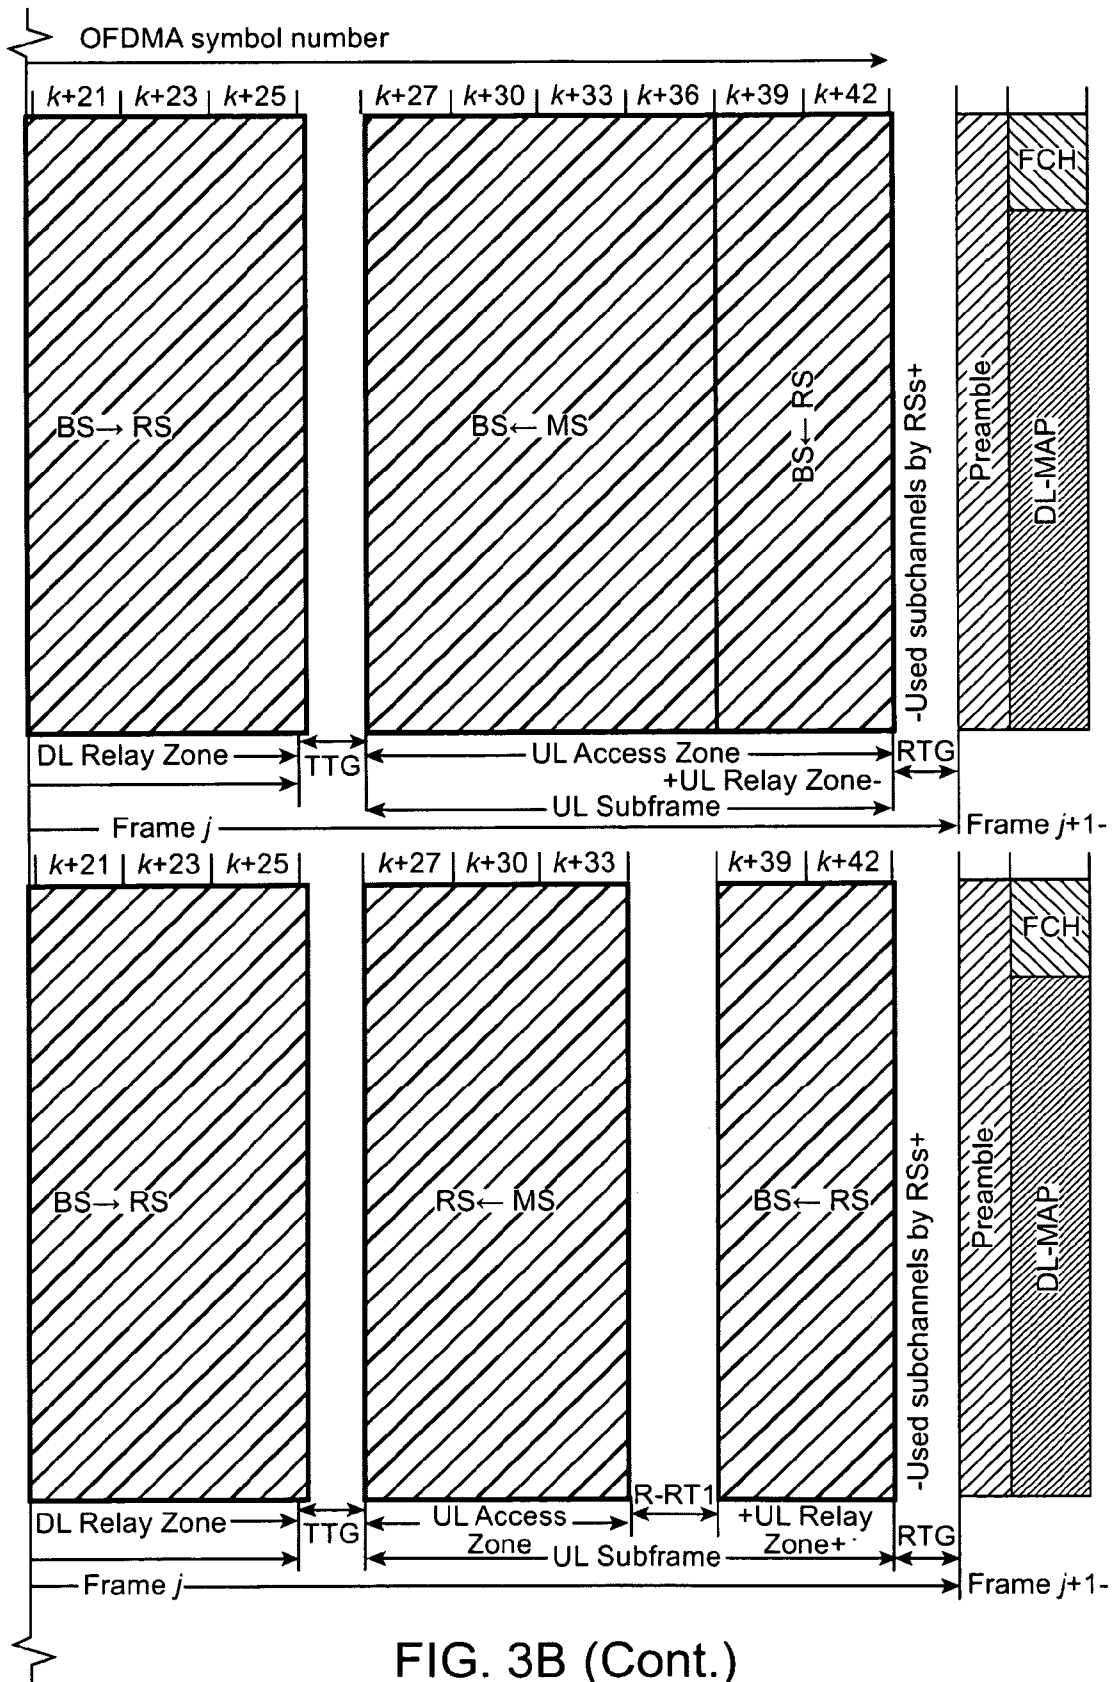 OFDMA symbol number
k+21 k+23 k+25 k+27 k+30 k+33 k+36 k+39 k+42
FCH
BS→ RS
BS← MS
BS← RS
-Used subchannels by RSs+
Preamble
DL-MAP
DL Relay Zone
TTG
UL Access Zone
+UL Relay Zone-
RTG
UL Subframe
Frame j
Frame j+1-
k+21 k+23 k+25 k+27 k+30 k+33 k+39 k+42
FCH
BS→ RS
RS← MS
BS← RS
-Used subchannels by RSs+
Preamble
DL-MAP
DL Relay Zone
TTG
UL Access
Zone
R-RT1
+UL Relay
Zone+
RTG
UL Subframe
Frame j
Frame j+1-
FIG. 3B (Cont.)